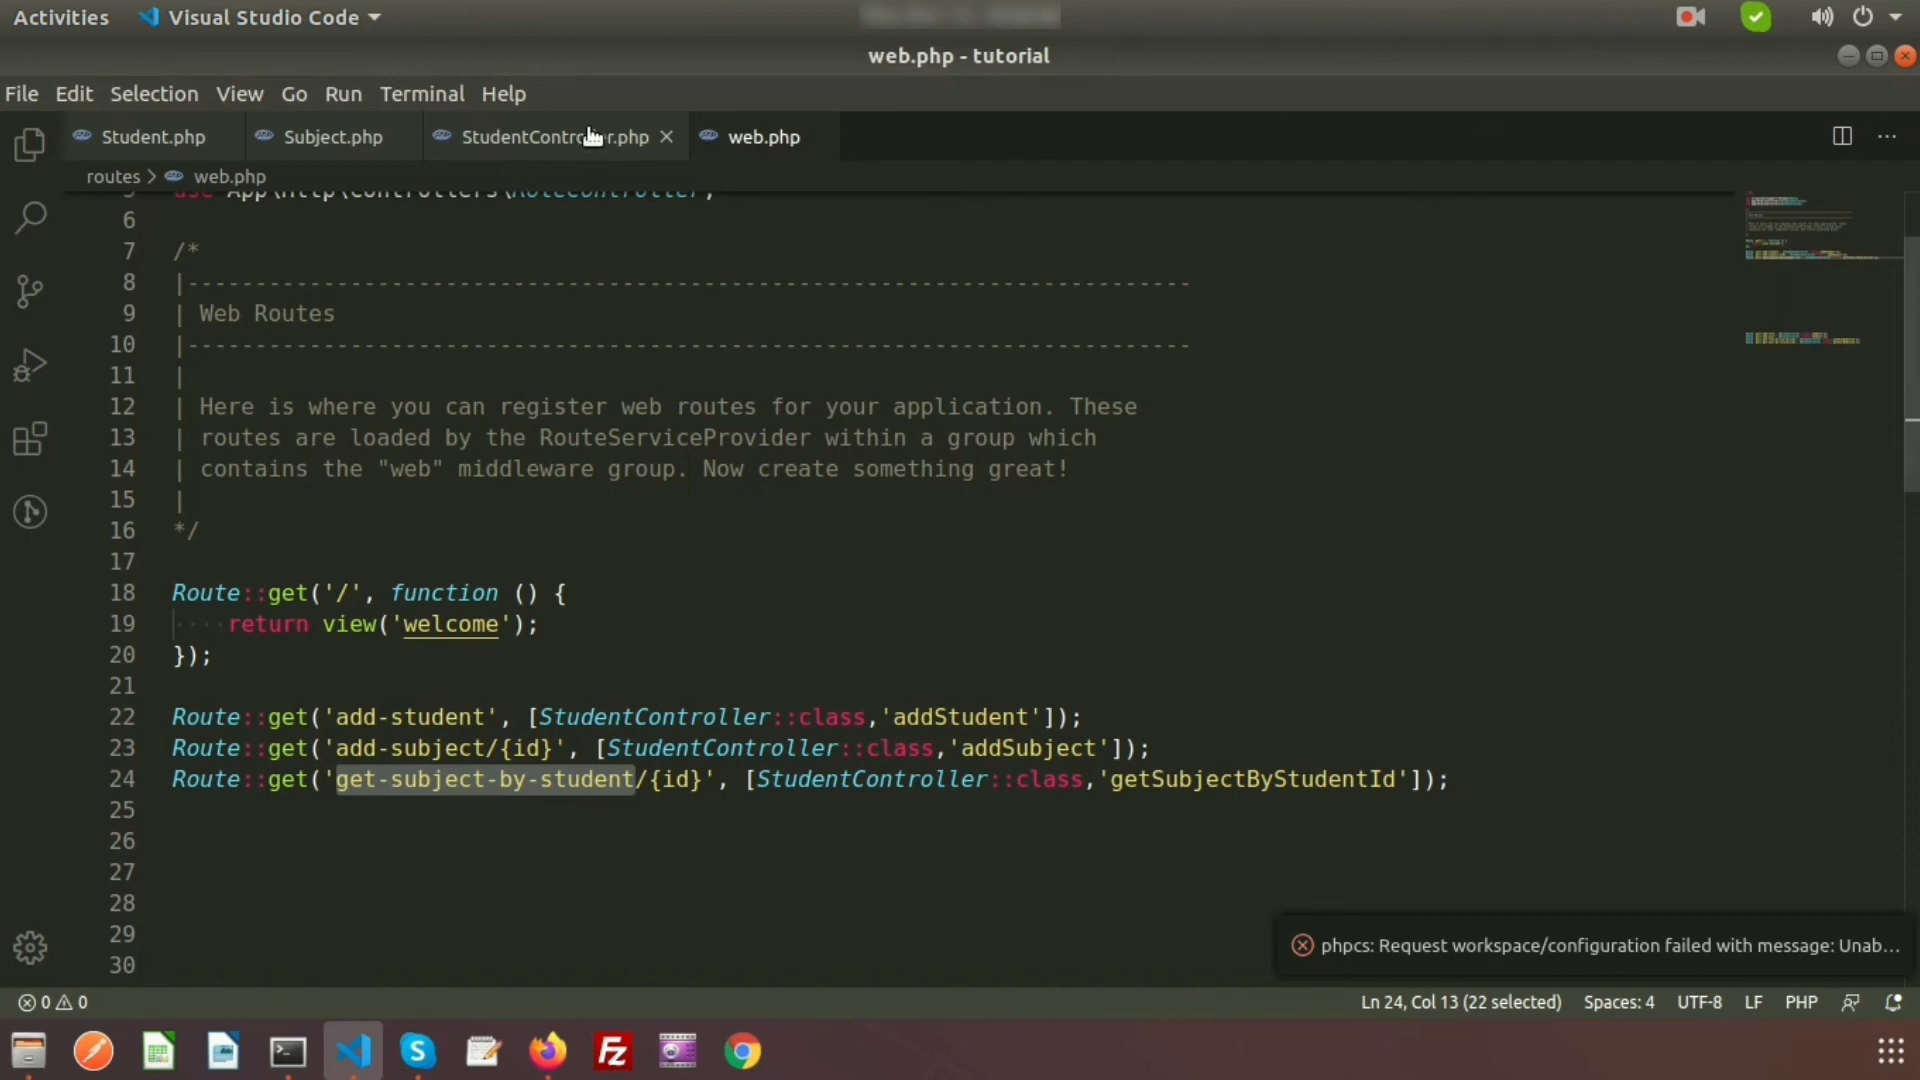 Activities Visual Studio Code
web.php - tutorial
File Edit Selection View Go Run Terminal Help
Student.php Subject.php StudentController.php web.php
routes > web.php
5 use App\Http\Controllers\RoleController;
6
7 /*
8 |--------------------------------------------------------------------------
9 | Web Routes
10 |--------------------------------------------------------------------------
11 |
12 | Here is where you can register web routes for your application. These
13 | routes are loaded by the RouteServiceProvider within a group which
14 | contains the "web" middleware group. Now create something great!
15 |
16 */
17
18 Route::get('/', function () {
19 ····return view('welcome');
20 });
21
22 Route::get('add-student', [StudentController::class,'addStudent']);
23 Route::get('add-subject/{id}', [StudentController::class,'addSubject']);
24 Route::get('get-subject-by-student/{id}', [StudentController::class,'getSubjectByStudentId']);
25
26
27
28
29
30
phpcs: Request workspace/configuration failed with message: Unab...
0 0 Ln 24, Col 13 (22 selected) Spaces: 4 UTF-8 LF PHP